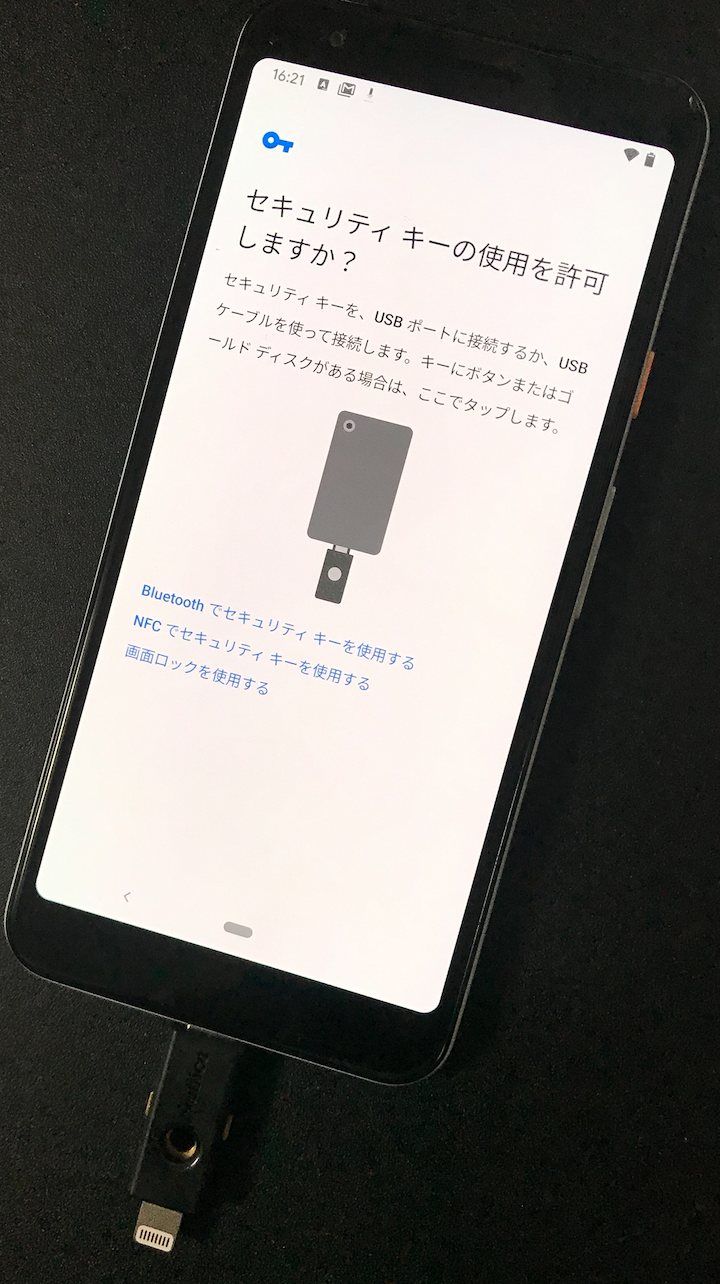 16:21
セキュリティ キーの使用を許可
しますか？
セキュリティ キーを、USB ポートに接続するか、USB
ケーブルを使って接続します。キーにボタンまたはゴ
ールド ディスクがある場合は、ここでタップします。
Bluetooth でセキュリティ キーを使用する
NFC でセキュリティ キーを使用する
画面ロックを使用する